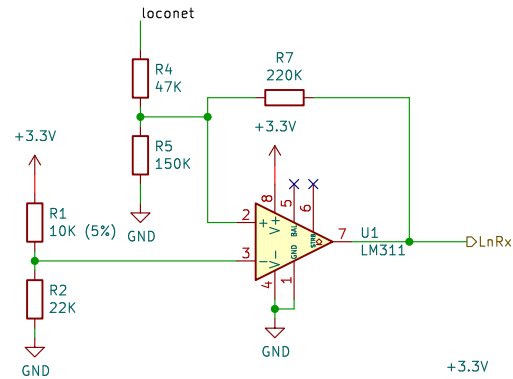 loconet
R4
47K
R7
220K
+3.3V
+3.3V
R5
150K
R1
10K (5%)
GND
8
5
6
2
3
7
4
1
+
−
V+
V−
BAL
STRB
GND
U1
LM311
LnRx
R2
22K
GND
GND
+3.3V